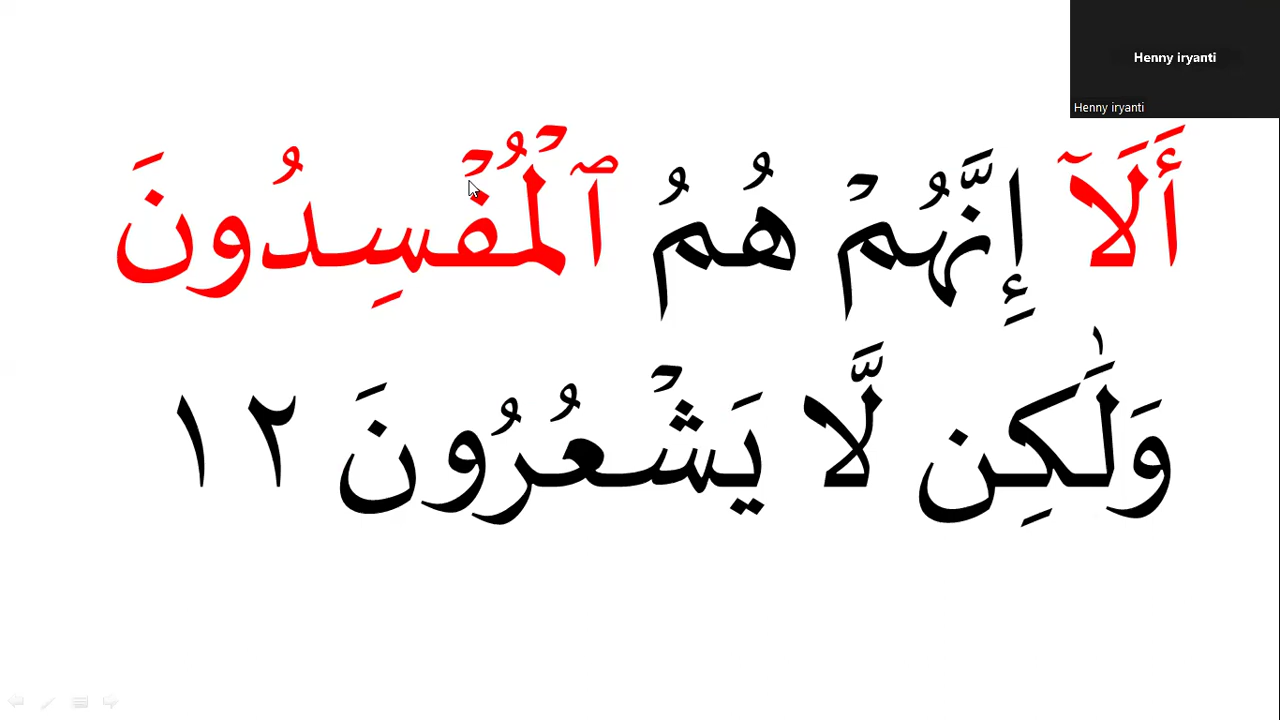 Henny iryanti
Henny iryanti
أَلَآ إِنَّهُمْ هُمُ ٱلْمُفْسِدُونَ
وَلَٰكِن لَّا يَشْعُرُونَ ١٢